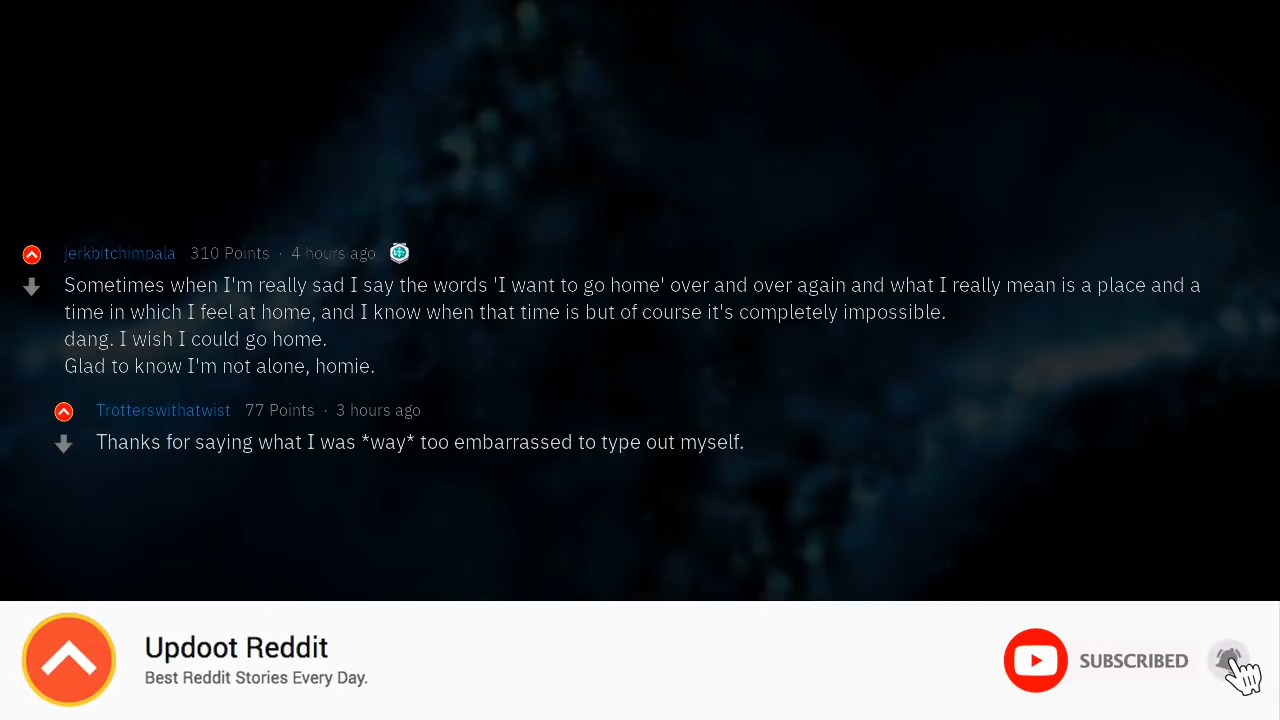 jerkbitchimpala 310 Points · 4 hours ago
Sometimes when I'm really sad I say the words 'I want to go home' over and over again and what I really mean is a place and a
time in which I feel at home, and I know when that time is but of course it's completely impossible.
dang. I wish I could go home.
Glad to know I'm not alone, homie.
Trotterswithatwist 77 Points · 3 hours ago
Thanks for saying what I was *way* too embarrassed to type out myself.
Updoot Reddit
Best Reddit Stories Every Day.
SUBSCRIBED